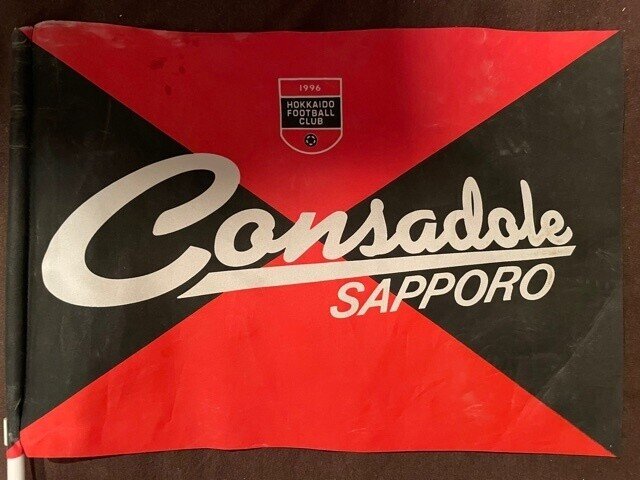 1996
HOKKAIDO
FOOTBALL
CLUB
Consadole
SAPPORO